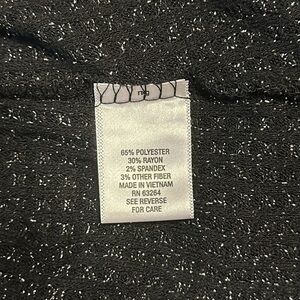 65% POLYESTER
30% RAYON
2% SPANDEX
3% OTHER FIBER
MADE IN VIETNAM
RN 63264
SEE REVERSE
FOR CARE